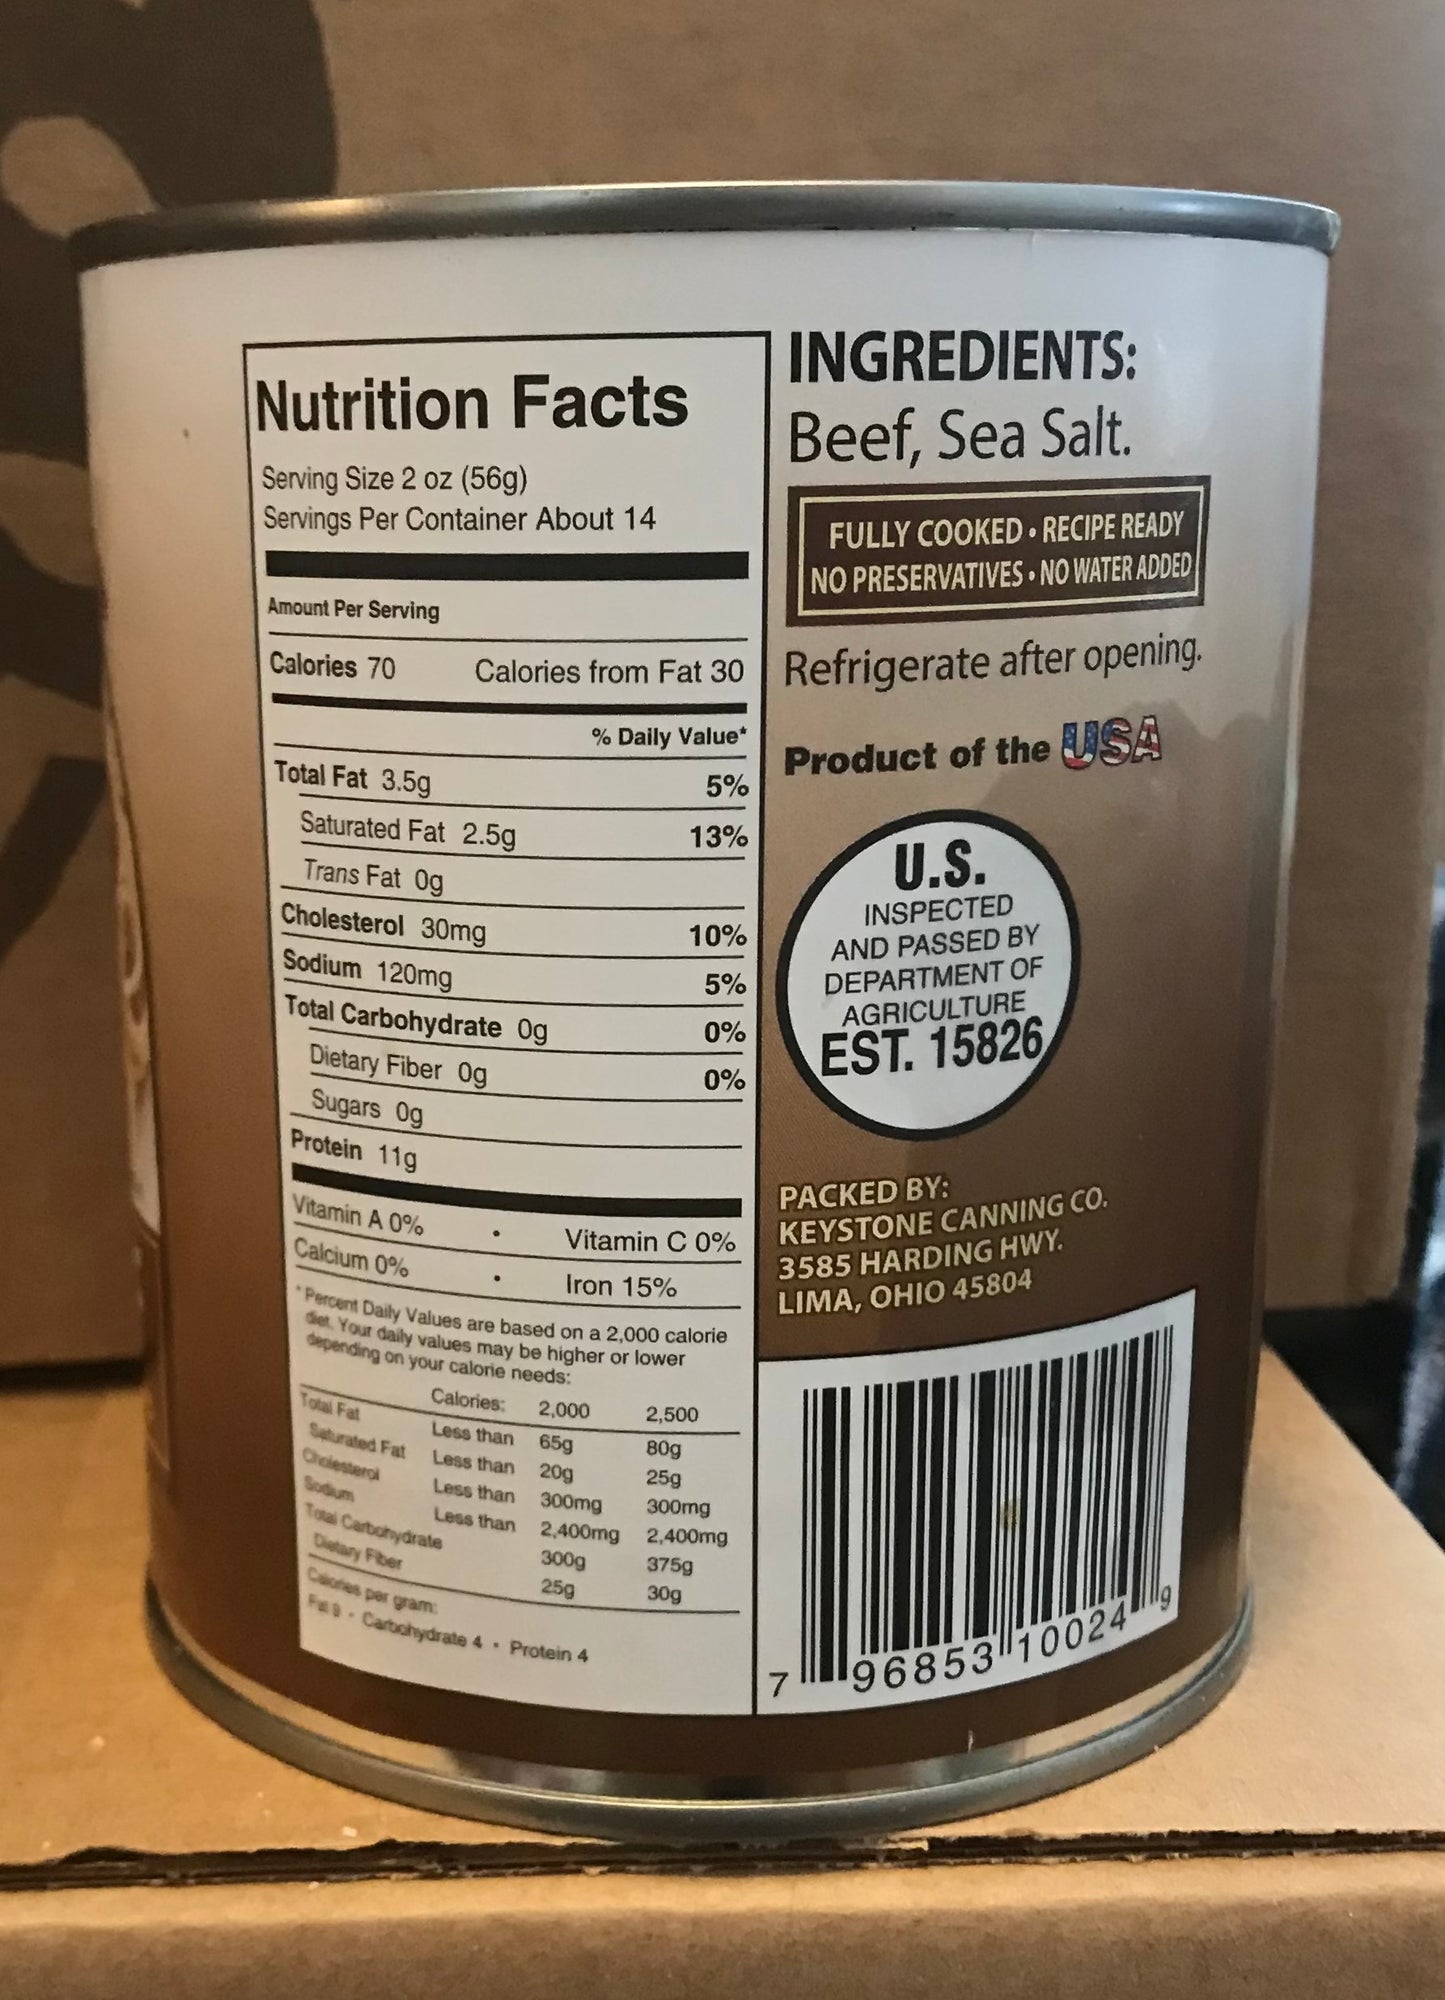 Nutrition Facts
Serving Size 2 oz (56g)
Servings Per Container About 14
Amount Per Serving
Calories 70 Calories from Fat 30
% Daily Value*
Total Fat 3.5g 5%
Saturated Fat 2.5g 13%
Trans Fat 0g
Cholesterol 30mg 10%
Sodium 120mg 5%
Total Carbohydrate 0g 0%
Dietary Fiber 0g 0%
Sugars 0g
Protein 11g
Vitamin A 0% • Vitamin C 0%
Calcium 0% • Iron 15%
*Percent Daily Values are based on a 2,000 calorie
diet. Your daily values may be higher or lower
depending on your calorie needs:
Calories: 2,000 2,500
Total Fat Less than 65g 80g
Saturated Fat Less than 20g 25g
Cholesterol Less than 300mg 300mg
Sodium Less than 2,400mg 2,400mg
Total Carbohydrate 300g 375g
Dietary Fiber 25g 30g
Calories per gram:
Fat 9 • Carbohydrate 4 • Protein 4
INGREDIENTS:
Beef, Sea Salt.
FULLY COOKED • RECIPE READY
NO PRESERVATIVES • NO WATER ADDED
Refrigerate after opening.
Product of the USA
U.S.
INSPECTED
AND PASSED BY
DEPARTMENT OF
AGRICULTURE
EST. 15826
PACKED BY:
KEYSTONE CANNING CO.
3585 HARDING HWY.
LIMA, OHIO 45804
7 96853 10024 9